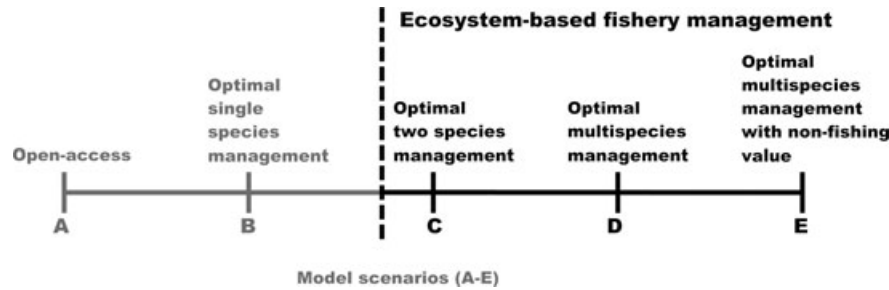 Ecosystem-based fishery management
Open-access
Optimal
single
species
management
Optimal
two species
management
Optimal
multispecies
management
Optimal
multispecies
management
with non-fishing
value
A
B
C
D
E
Model scenarios (A-E)